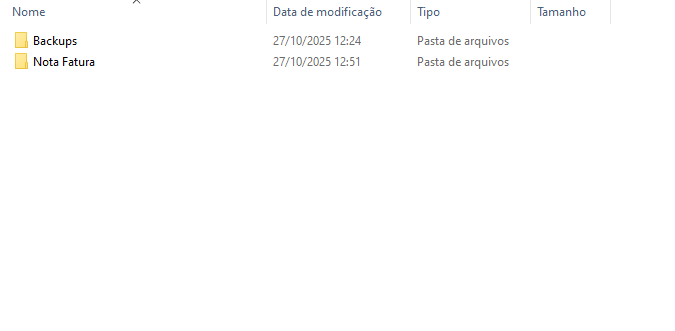 Nome Data de modificação Tipo Tamanho
Backups 27/10/2025 12:24 Pasta de arquivos
Nota Fatura 27/10/2025 12:51 Pasta de arquivos